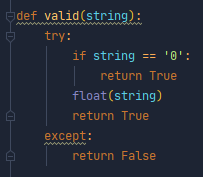 def valid(string):
    try:
        if string == '0':
            return True
        float(string)
        return True
    except:
        return False